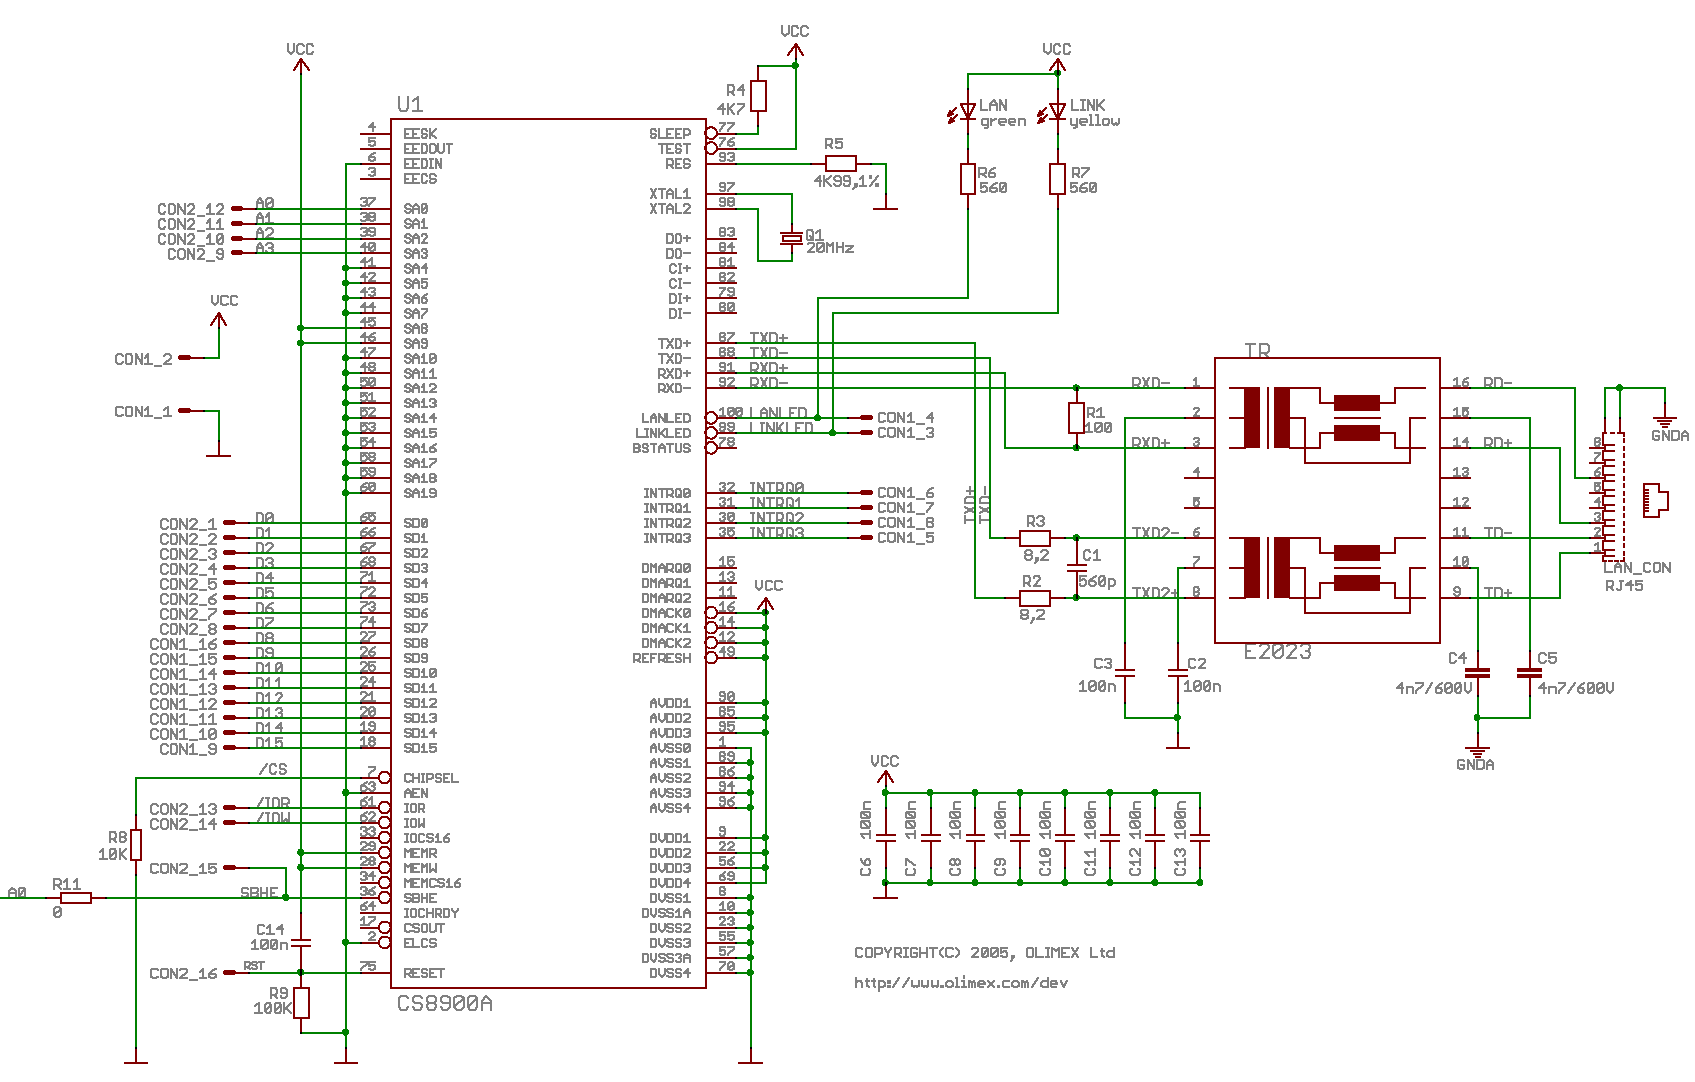 VCC
U1
CS8900A
4 EESK
5 EEDOUT
6 EEDIN
3 EECS
CON2_12 A0 37 SA0
CON2_11 A1 38 SA1
CON2_10 A2 39 SA2
CON2_9 A3 40 SA3
41 SA4
42 SA5
43 SA6
44 SA7
45 SA8
46 SA9
47 SA10
48 SA11
50 SA12
51 SA13
52 SA14
53 SA15
54 SA16
58 SA17
59 SA18
60 SA19
VCC
CON1_2
CON1_1
CON2_1 D0 65 SD0
CON2_2 D1 66 SD1
CON2_3 D2 67 SD2
CON2_4 D3 68 SD3
CON2_5 D4 71 SD4
CON2_6 D5 72 SD5
CON2_7 D6 73 SD6
CON2_8 D7 74 SD7
CON1_16 D8 27 SD8
CON1_15 D9 26 SD9
CON1_14 D10 25 SD10
CON1_13 D11 24 SD11
CON1_12 D12 21 SD12
CON1_11 D13 20 SD13
CON1_10 D14 19 SD14
CON1_9 D15 18 SD15
/CS 7 CHIPSEL
63 AEN
CON2_13 /IOR 61 IOR
CON2_14 /IOW 62 IOW
33 IOCS16
29 MEMR
28 MEMW
34 MEMCS16
CON2_15
A0 R11 0 SBHE 36 SBHE
64 IOCHRDY
17 CSOUT
2 ELCS
CON2_16 RST 75 RESET
R8
10K
C14
100n
R9
100K
SLEEP 77
TEST 76
RES 93
XTAL1 97
XTAL2 98
DO+ 83
DO- 84
CI+ 81
CI- 82
DI+ 79
DI- 80
TXD+ 87 TXD+
TXD- 88 TXD-
RXD+ 91 RXD+
RXD- 92 RXD-
LANLED 100 LANLED CON1_4
LINKLED 99 LINKLED CON1_3
BSTATUS 78
INTRQ0 32 INTRQ0 CON1_6
INTRQ1 31 INTRQ1 CON1_7
INTRQ2 30 INTRQ2 CON1_8
INTRQ3 35 INTRQ3 CON1_5
DMARQ0 15
DMARQ1 13
DMARQ2 11
DMACK0 16
DMACK1 14
DMACK2 12
REFRESH 49
AVDD1 90
AVDD2 85
AVDD3 95
AVSS0 1
AVSS1 89
AVSS2 86
AVSS3 94
AVSS4 96
DVDD1 9
DVDD2 22
DVDD3 56
DVDD4 69
DVSS1 8
DVSS1A 10
DVSS2 23
DVSS3 55
DVSS3A 57
DVSS4 70
VCC
VCC
R4
4K7
R5
4K99,1%
Q1
20MHz
VCC
LAN
green
LINK
yellow
R6
560
R7
560
TXD+
TXD-
R1
100
R3
8,2
R2
8,2
C1
560p
TR
E2023
RXD- 1
2
RXD+ 3
4
5
TXD2- 6
7
TXD2+ 8
16 RD-
15
14 RD+
13
12
11 TD-
10
9 TD+
8
7
6
5
4
3
2
1
LAN_CON
RJ45
GNDA
C3
100n
C2
100n
C4
4n7/600V
C5
4n7/600V
GNDA
VCC
C6 100n
C7 100n
C8 100n
C9 100n
C10 100n
C11 100n
C12 100n
C13 100n
COPYRIGHT(C) 2005, OLIMEX Ltd
http://www.olimex.com/dev